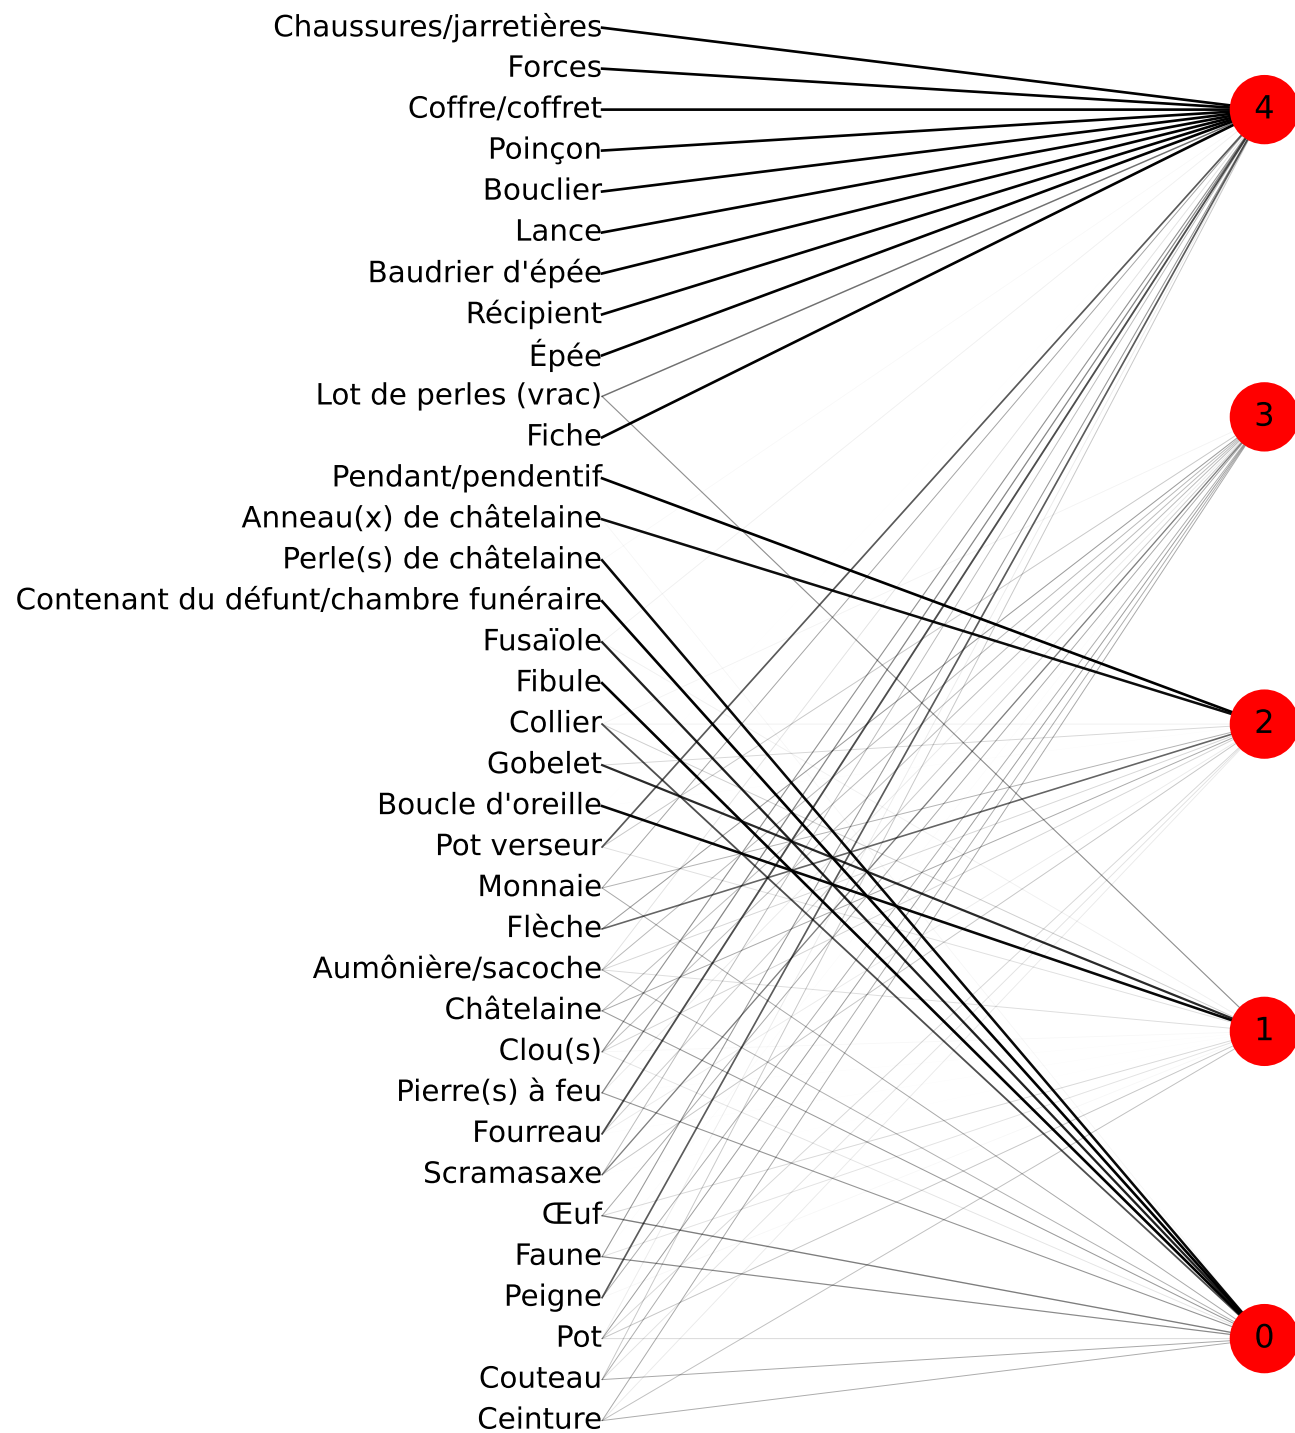 Chaussures/jarretières
Forces
Coffre/coffret
Poinçon
Bouclier
Lance
Baudrier d'épée
Récipient
Épée
Lot de perles (vrac)
Fiche
Pendant/pendentif
Anneau(x) de châtelaine
Perle(s) de châtelaine
Contenant du défunt/chambre funéraire
Fusaïole
Fibule
Collier
Gobelet
Boucle d'oreille
Pot verseur
Monnaie
Flèche
Aumônière/sacoche
Châtelaine
Clou(s)
Pierre(s) à feu
Fourreau
Scramasaxe
Œuf
Faune
Peigne
Pot
Couteau
Ceinture
4
3
2
1
0